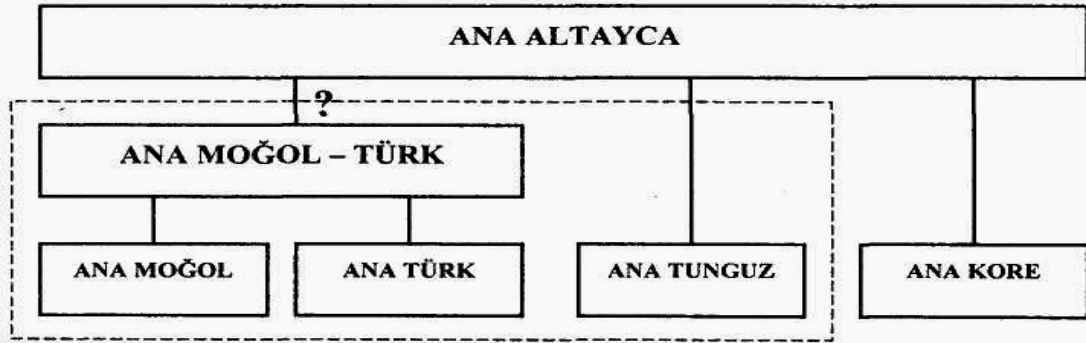 ANA ALTAYCA
?
ANA MOĞOL – TÜRK
ANA MOĞOL
ANA TÜRK
ANA TUNGUZ
ANA KORE